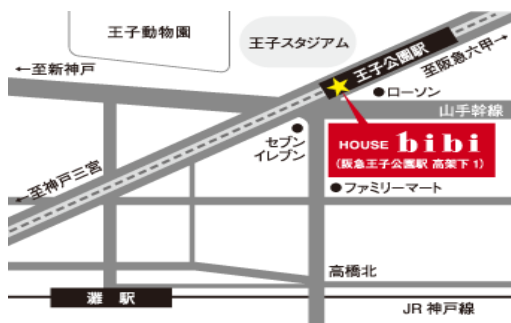 王子動物園
王子スタジアム
王子公園駅
←至新神戸
至阪急六甲→
ローソン
山手幹線
セブン
イレブン
HOUSE bibi
(阪急王子公園駅 高架下 1)
←至神戸三宮
ファミリーマート
高橋北
灘 駅
JR 神戸線